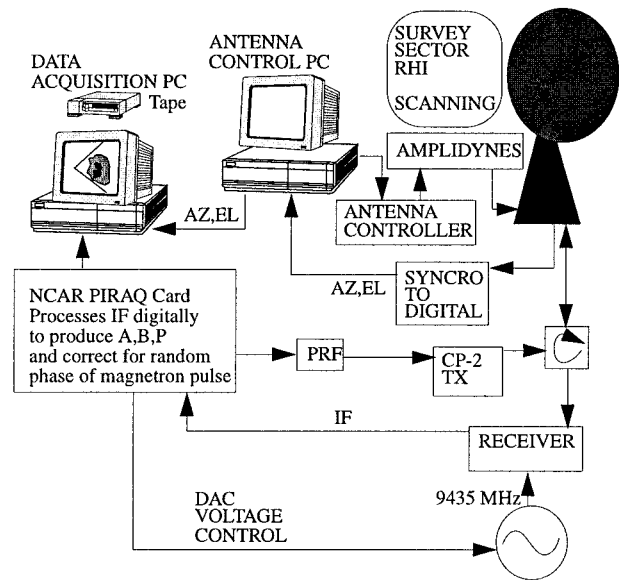 DATA
ACQUISITION PC
Tape
ANTENNA
CONTROL PC
SURVEY
SECTOR
RHI
SCANNING
AMPLIDYNES
ANTENNA
CONTROLLER
AZ,EL
AZ,EL
SYNCRO
TO
DIGITAL
NCAR PIRAQ Card
Processes IF digitally
to produce A,B,P
and correct for random
phase of magnetron pulse
PRF
CP-2
TX
IF
RECEIVER
9435 MHz
DAC
VOLTAGE
CONTROL